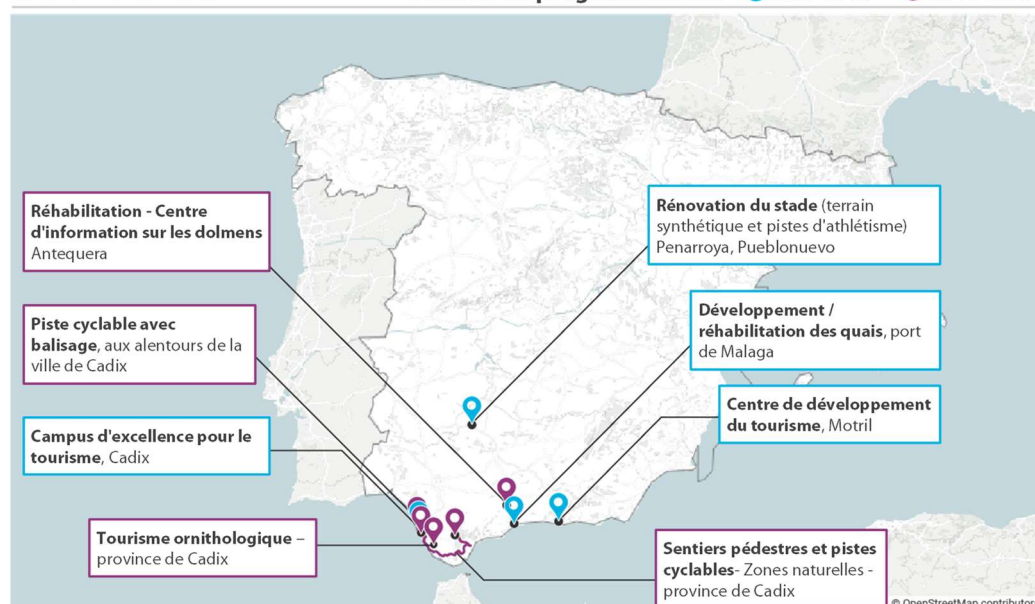 Réhabilitation - Centre
d'information sur les dolmens
Antequera
Piste cyclable avec
balisage, aux alentours de la
ville de Cadix
Campus d'excellence pour le
tourisme, Cadix
Tourisme ornithologique –
province de Cadix
Rénovation du stade (terrain
synthétique et pistes d'athlétisme)
Penarroya, Pueblonuevo
Développement /
réhabilitation des quais, port
de Malaga
Centre de développement
du tourisme, Motril
Sentiers pédestres et pistes
cyclables- Zones naturelles -
province de Cadix
© OpenStreetMap contributor